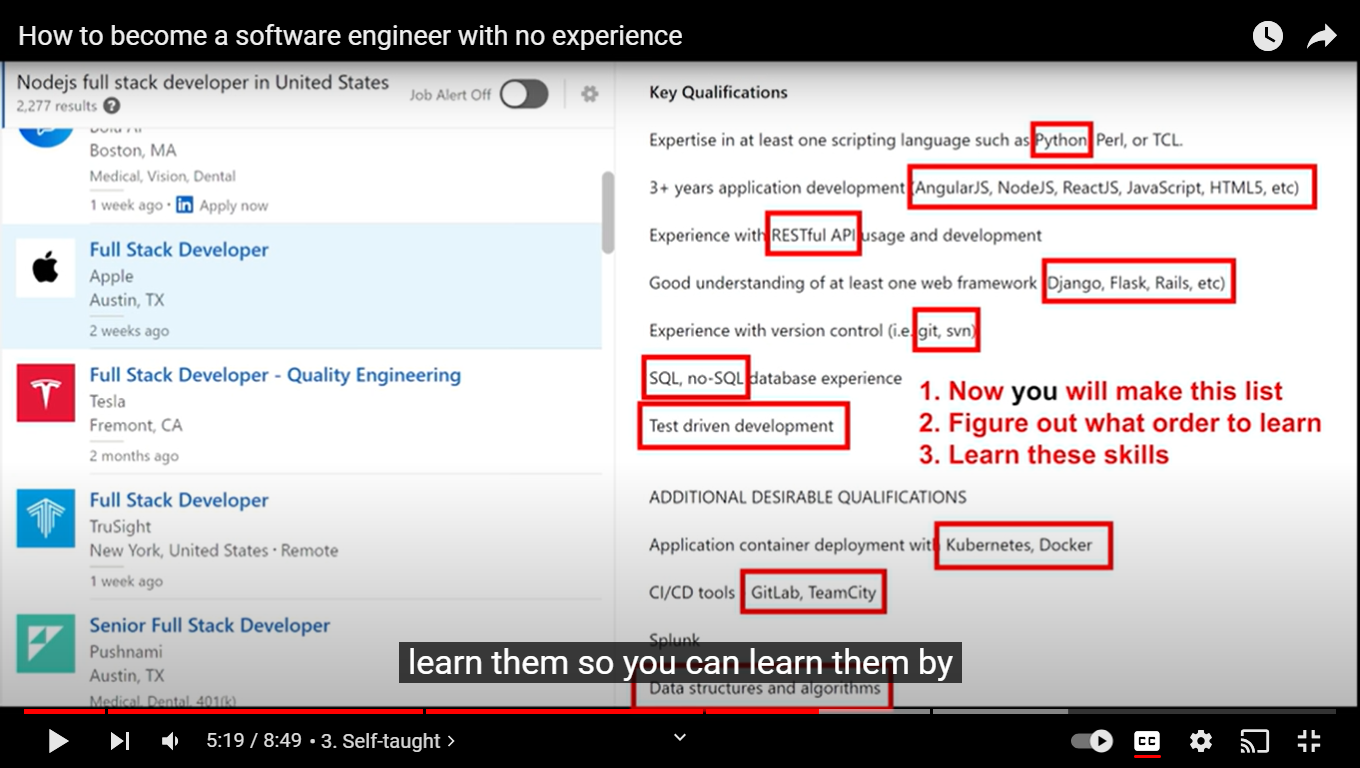 How to become a software engineer with no experience
Nodejs full stack developer in United States
2,277 results ?
Job Alert Off
Boston, MA
Medical, Vision, Dental
1 week ago · in Apply now
Full Stack Developer
Apple
Austin, TX
2 weeks ago
Full Stack Developer - Quality Engineering
Tesla
Fremont, CA
2 months ago
Full Stack Developer
TruSight
New York, United States · Remote
1 week ago
Senior Full Stack Developer
Pushnami
Austin, TX
Medical, Dental, 401(k)
Key Qualifications
Expertise in at least one scripting language such as Python Perl, or TCL.
3+ years application development (AngularJS, NodeJS, ReactJS, JavaScript, HTML5, etc)
Experience with RESTful API usage and development
Good understanding of at least one web framework Django, Flask, Rails, etc)
Experience with version control (i.e. git, svn)
SQL, no-SQL database experience
Test driven development
1. Now you will make this list
2. Figure out what order to learn
3. Learn these skills
ADDITIONAL DESIRABLE QUALIFICATIONS
Application container deployment with Kubernetes, Docker
CI/CD tools GitLab, TeamCity
Splunk
Data structures and algorithms
learn them so you can learn them by
5:19 / 8:49 • 3. Self-taught >
CC